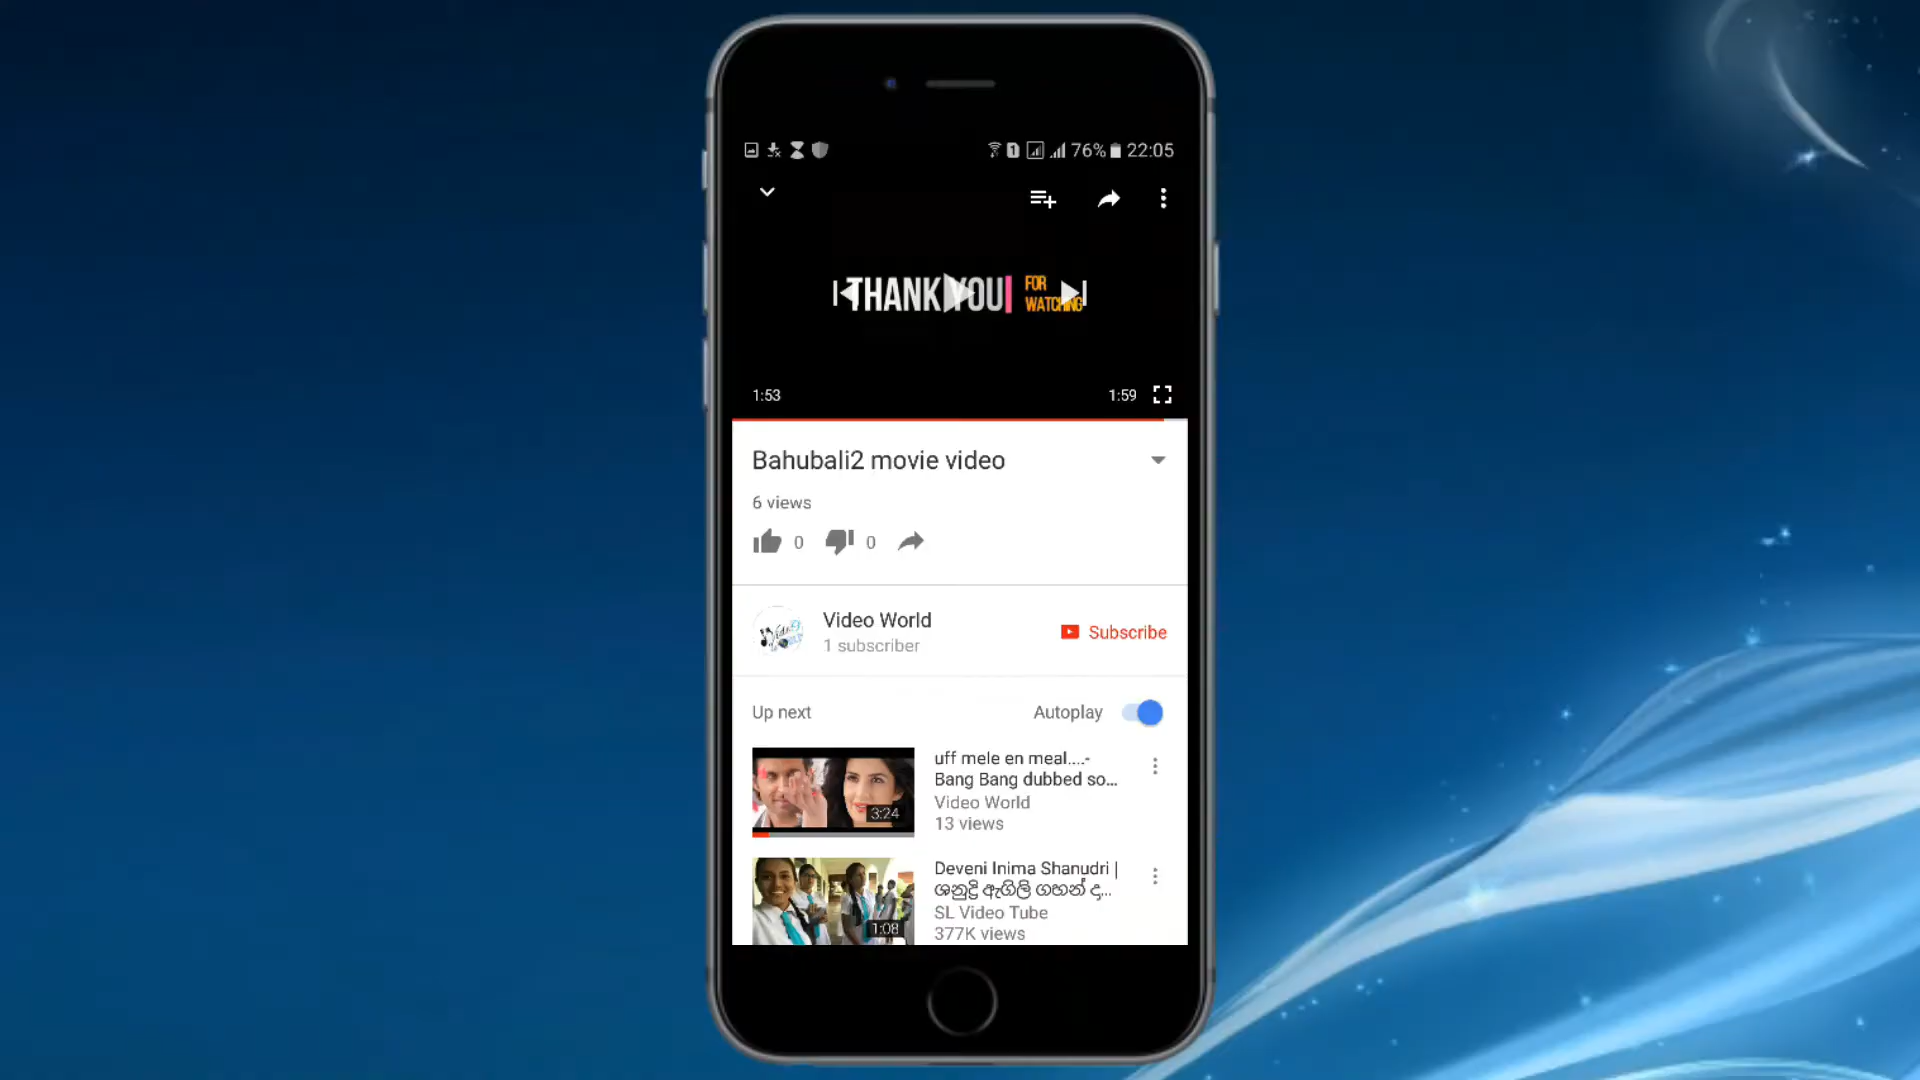 76% 22:05
THANK YOU FOR
WATCHING
1:53 1:59
Bahubali2 movie video
6 views
0 0
Video World
1 subscriber
Subscribe
Up next Autoplay
uff mele en meal....-
Bang Bang dubbed so...
Video World
13 views
3:24
Deveni Inima Shanudri |
ශනුද්‍රි ඇගිලි ගහන් දා...
SL Video Tube
377K views
1:08